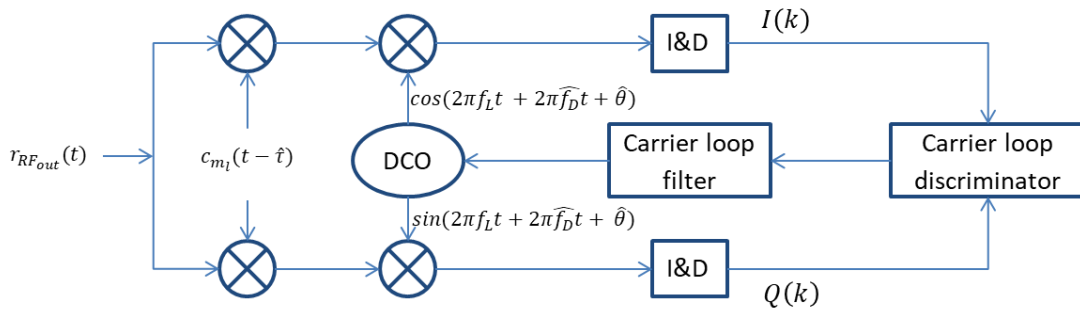 I&D
I(k)
cos(2πf_L t + 2π\widehat{f_D}t + \hat{θ})
r_{RF_{out}}(t)
c_{m_l}(t − \hat{τ})
DCO
Carrier loop
filter
Carrier loop
discriminator
sin(2πf_L t + 2π\widehat{f_D}t + \hat{θ})
I&D
Q(k)